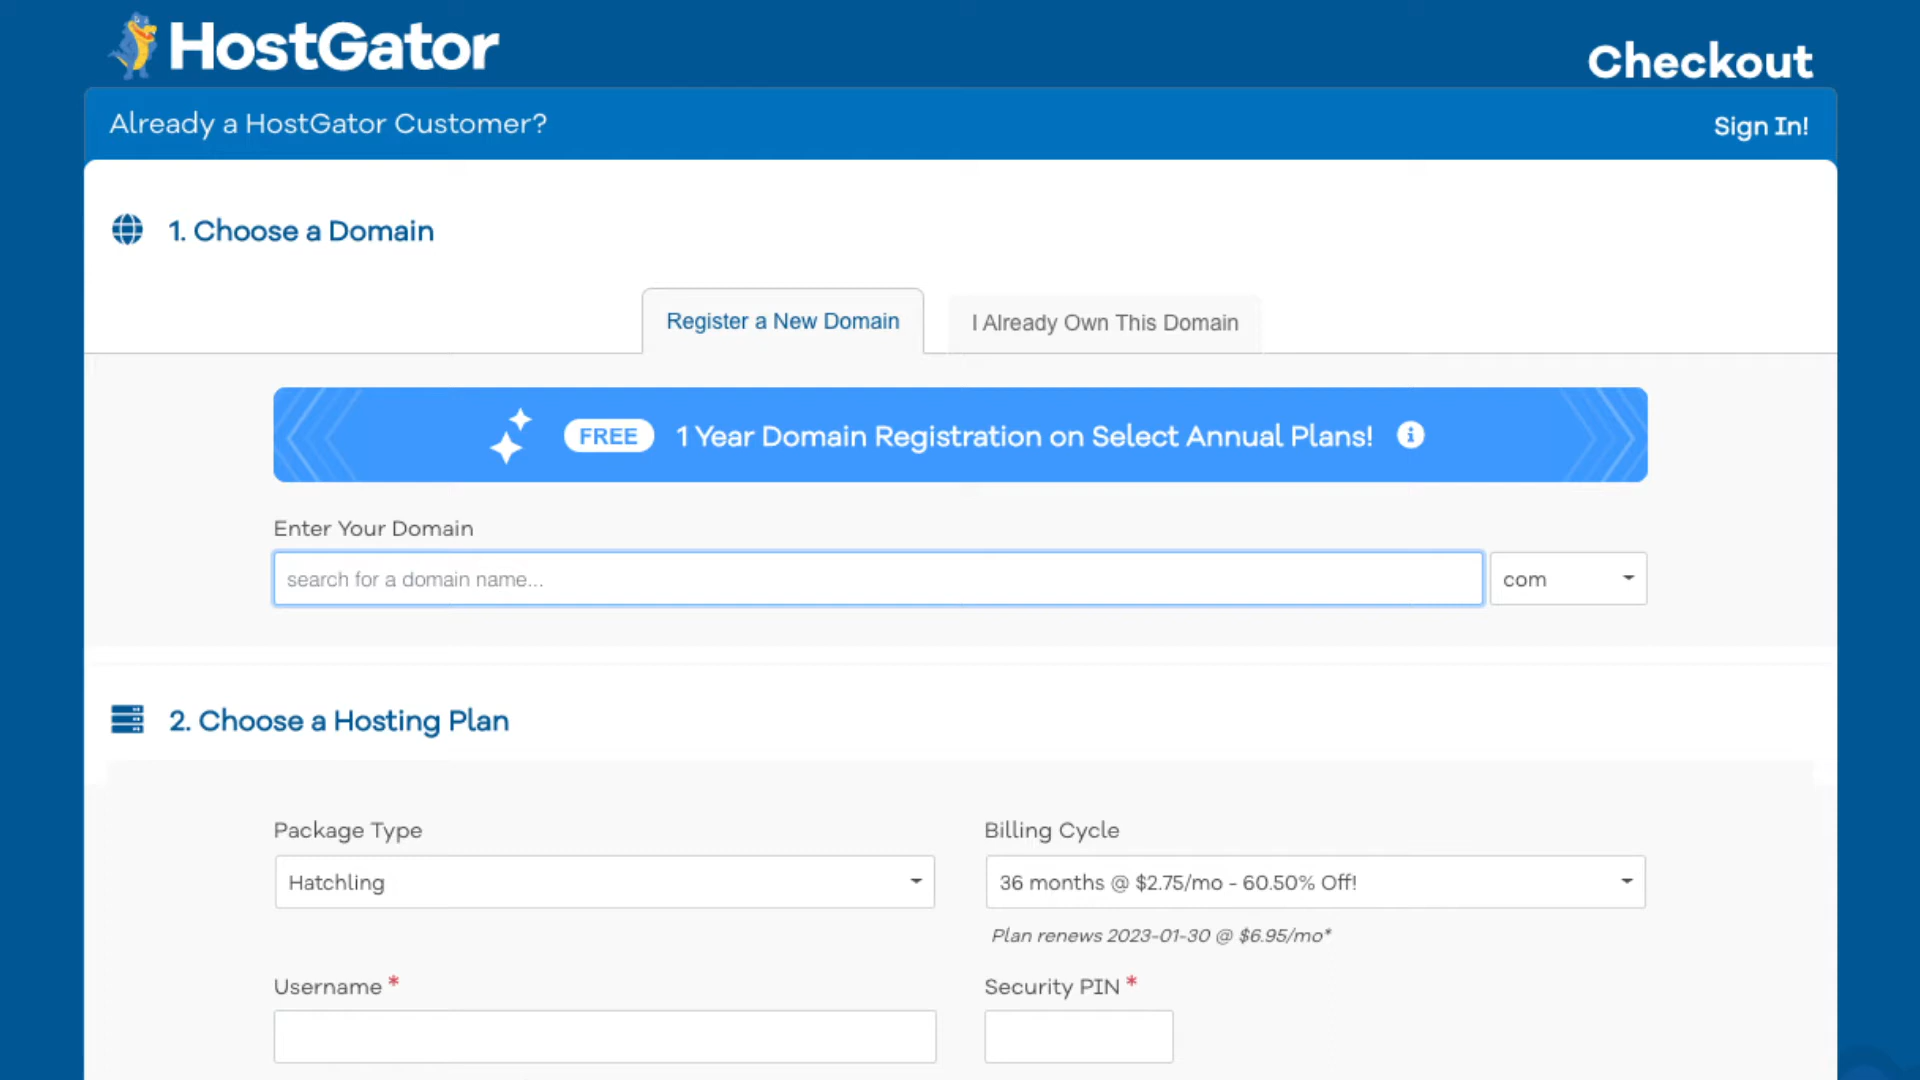 HostGator
Checkout
Already a HostGator Customer?
Sign In!
1. Choose a Domain
Register a New Domain
I Already Own This Domain
FREE 1 Year Domain Registration on Select Annual Plans!
Enter Your Domain
search for a domain name...
com
2. Choose a Hosting Plan
Package Type
Billing Cycle
Hatchling
36 months @ $2.75/mo - 60.50% Off!
Plan renews 2023-01-30 @ $6.95/mo*
Username *
Security PIN *